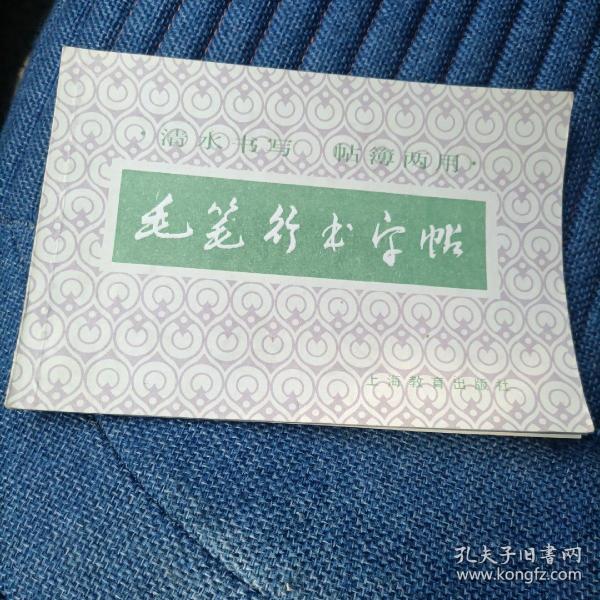 ·清水书写 帖簿两用·
毛笔行书字帖
上海教育出版社
孔夫子旧書网
www.kongfz.com